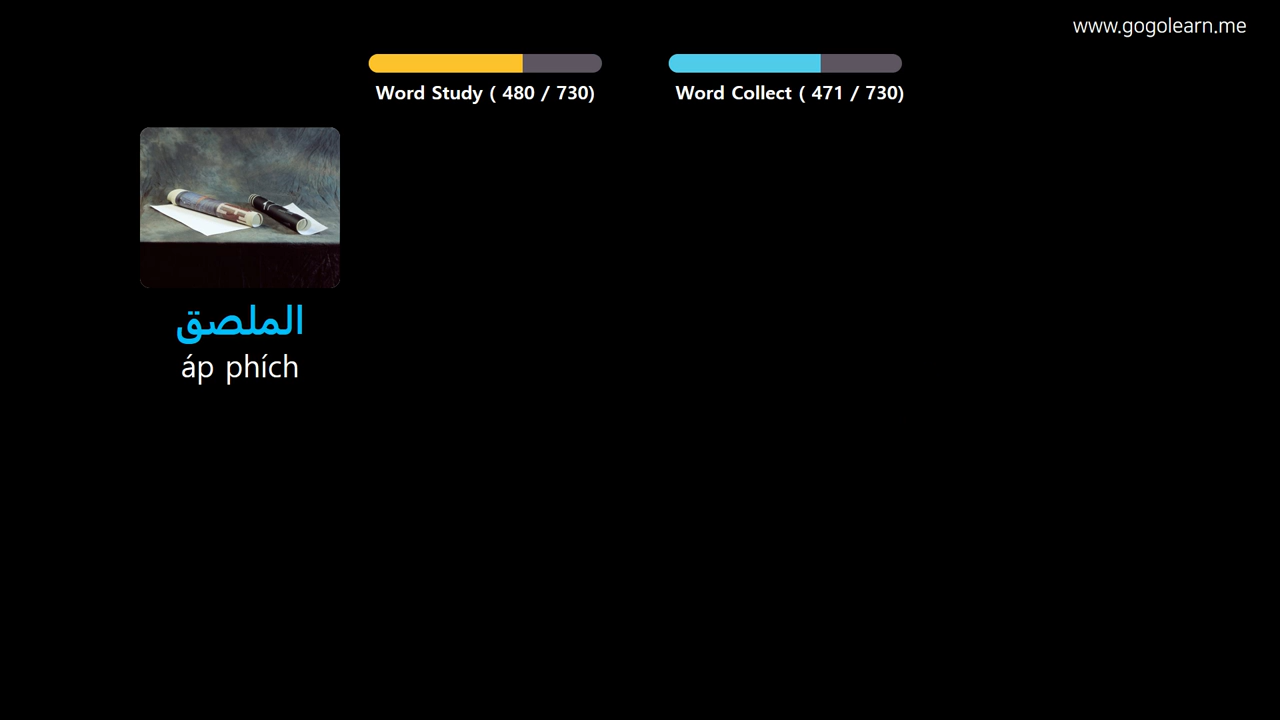 www.gogolearn.me
Word Study ( 480 / 730)
Word Collect ( 471 / 730)
الملصق
áp phích